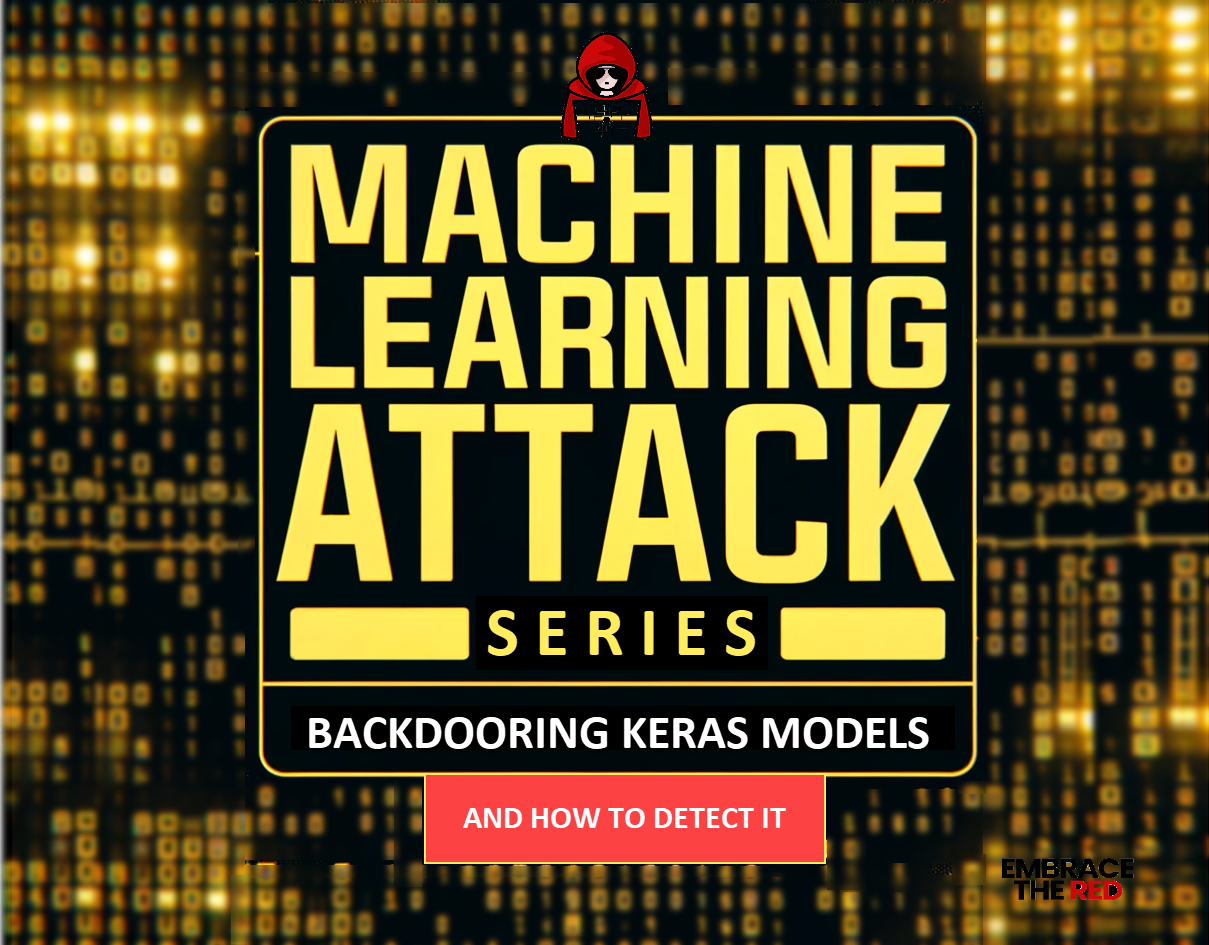 MACHINE
LEARNING
ATTACK
SERIES
BACKDOORING KERAS MODELS
AND HOW TO DETECT IT
EMBRACE
THE RED